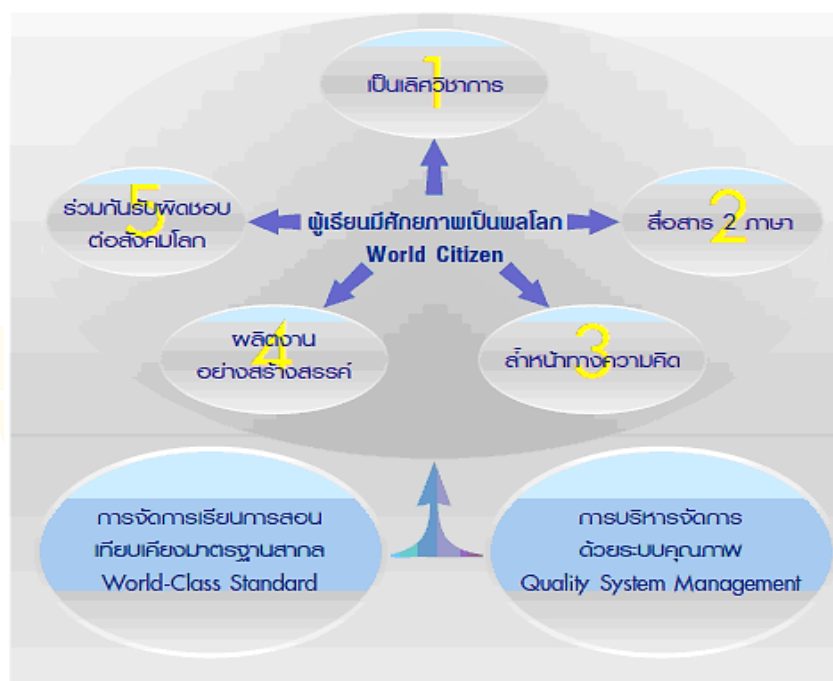 1
เป็นเลิศวิชาการ
5
ร่วมกันรับผิดชอบ
ต่อสังคมโลก
ผู้เรียนมีศักยภาพเป็นพลโลก
World Citizen
2
สื่อสาร 2 ภาษา
4
ผลิตงาน
อย่างสร้างสรรค์
3
ล้ำหน้าทางความคิด
การจัดการเรียนการสอน
เทียบเคียงมาตรฐานสากล
World-Class Standard
การบริหารจัดการ
ด้วยระบบคุณภาพ
Quality System Management